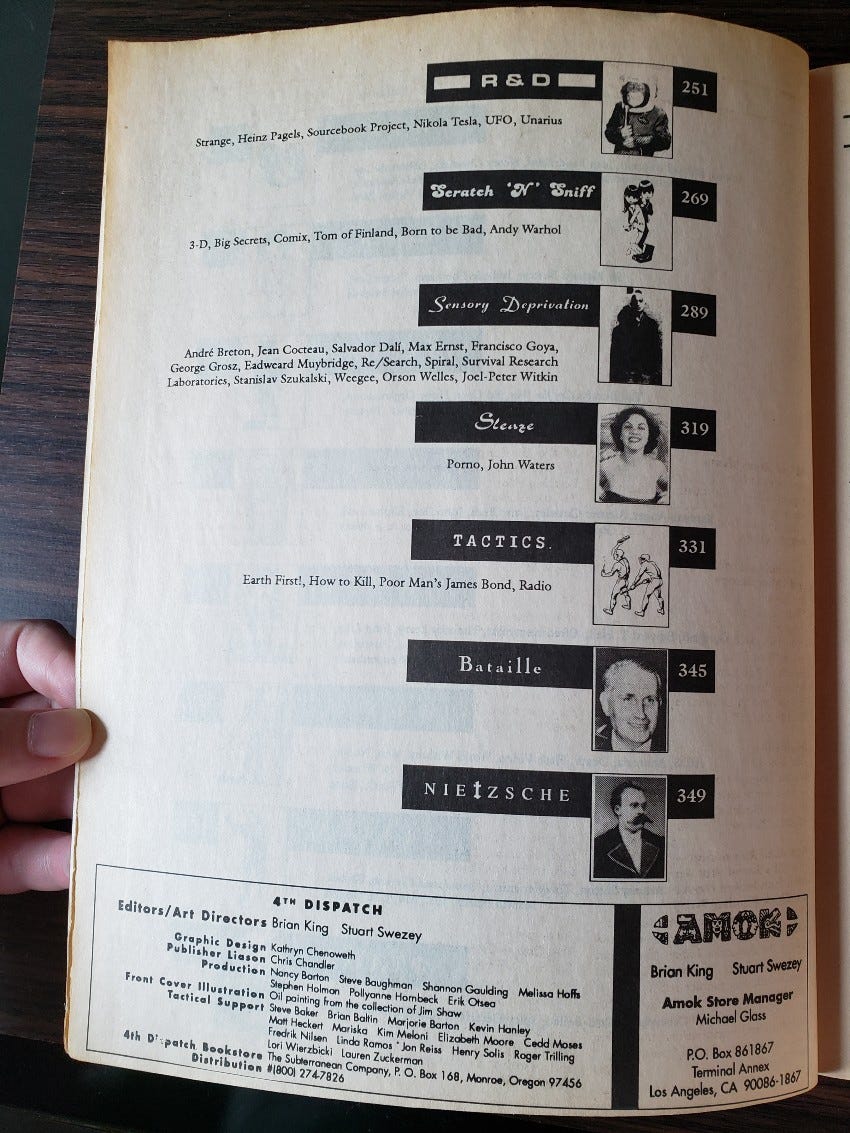 R & D
251
Strange, Heinz Pagels, Sourcebook Project, Nikola Tesla, UFO, Unarius
Scratch 'N' Sniff
269
3-D, Big Secrets, Comix, Tom of Finland, Born to be Bad, Andy Warhol
Sensory Deprivation
289
André Breton, Jean Cocteau, Salvador Dalí, Max Ernst, Francisco Goya,
George Grosz, Eadweard Muybridge, Re/Search, Spiral, Survival Research
Laboratories, Stanislav Szukalski, Weegee, Orson Welles, Joel-Peter Witkin
Sleaze
319
Porno, John Waters
TACTICS.
331
Earth First!, How to Kill, Poor Man's James Bond, Radio
Bataille
345
NIEtZSCHE
349
4TH DISPATCH
Editors/Art Directors Brian King Stuart Swezey
Graphic Design Kathryn Chenoweth
Publisher Liason Chris Chandler
Production Nancy Barton Steve Baughman Shannon Gaulding Melissa Hoffs
Stephen Holman Pollyanne Hornbeck Erik Otsea
Front Cover Illustration Oil painting from the collection of Jim Shaw
Tactical Support Steve Baker Brian Baltin Marjorie Barton Kevin Hanley
Matt Heckert Mariska Kim Meloni Elizabeth Moore Cedd Moses
Fredrik Nilsen Linda Ramos Jon Reiss Henry Solis Roger Trilling
Lori Wierzbicki Lauren Zuckerman
4th Dispatch Bookstore The Subterranean Company, P. O. Box 168, Monroe, Oregon 97456
Distribution #(800) 274-7826
AMOK
Brian King Stuart Swezey
Amok Store Manager
Michael Glass
P.O. Box 861867
Terminal Annex
Los Angeles, CA 90086-1867